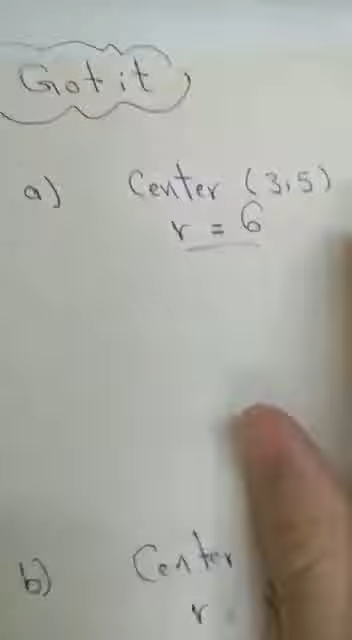 Got it
a) Center (3,5)
r = 6
b) Center
r